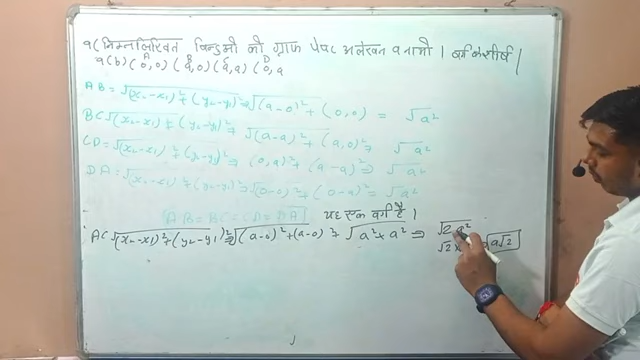 निम्नलिखित बिन्दुओं को ग्राफ पेपर आलेखन
a(b) (0,0) (a,0) (a,a) (0,a
AB = √(x₂-x₁)²+(y₂-y₁)² ⇒ √(a-0)²+(0,0) = √a²
BC √(x₂-x₁)²+(y₂-y₁)², √(a-a)²+(a,0)², √a²
CD = √(x₂-x₁)²+(y₂-y₁)² ⇒ (0,a)²+(a-a)² ⇒ √a²
DA = √(x₂-x₁)²+(y₂-y₁)² ⇒ √(0-0)²+(0-a)² = √a²
AB = BC = CD = DA यह एक वर्ग है।
AC √(x₂-x₁)²+(y₂-y₁)² ⇒ √(a-0)²+(a-0)² √a²+a² ⇒ √2a²
a√2